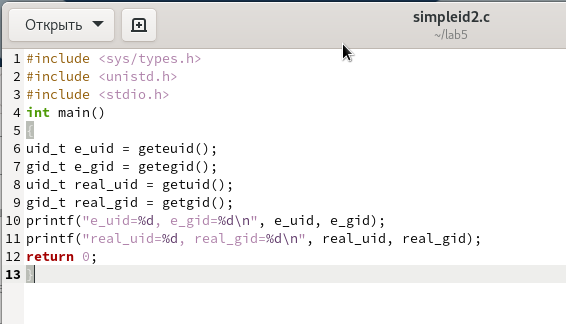 Открыть
simpleid2.c
~/lab5
1 #include <sys/types.h>
2 #include <unistd.h>
3 #include <stdio.h>
4 int main()
5 {
6 uid_t e_uid = geteuid();
7 gid_t e_gid = getegid();
8 uid_t real_uid = getuid();
9 gid_t real_gid = getgid();
10 printf("e_uid=%d, e_gid=%d\n", e_uid, e_gid);
11 printf("real_uid=%d, real_gid=%d\n", real_uid, real_gid);
12 return 0;
13 }